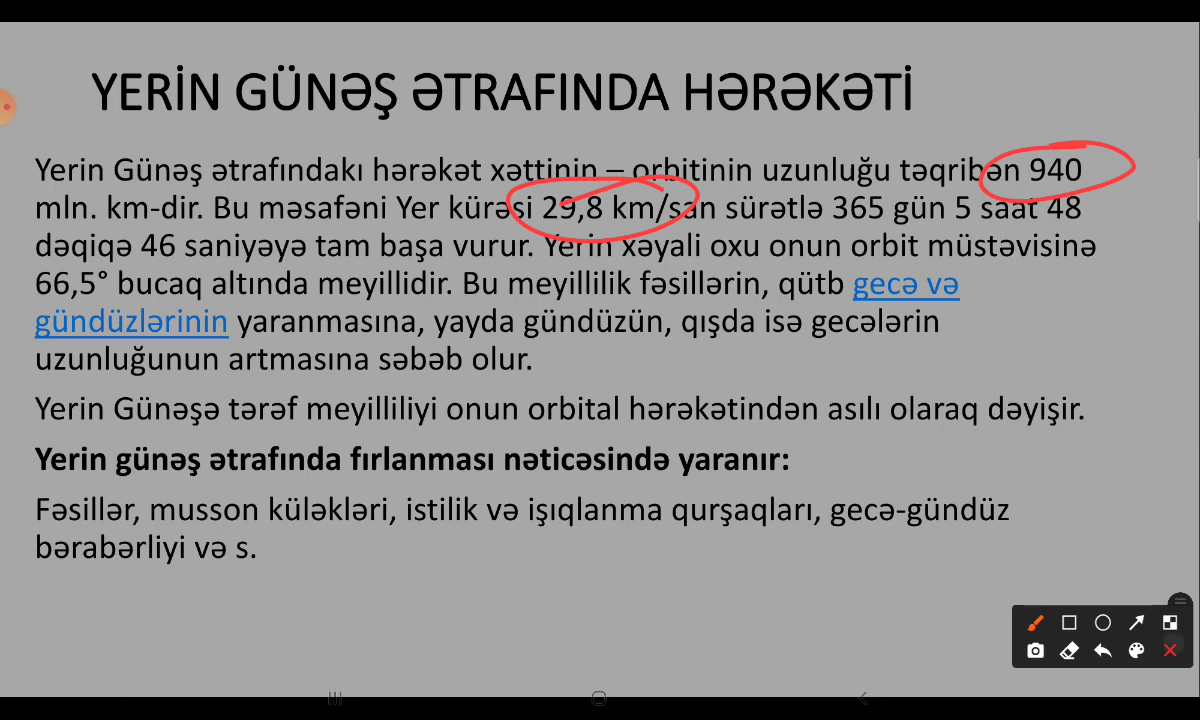 YERİN GÜNƏŞ ƏTRAFINDA HƏRƏKƏTİ
Yerin Günəş ətrafındakı hərəkət xəttinin – orbitinin uzunluğu təqribən 940
mln. km-dir. Bu məsafəni Yer kürəsi 29,8 km/san sürətlə 365 gün 5 saat 48
dəqiqə 46 saniyəyə tam başa vurur. Yerin xəyali oxu onun orbit müstəvisinə
66,5° bucaq altında meyillidir. Bu meyillilik fəsillərin, qütb gecə və
gündüzlərinin yaranmasına, yayda gündüzün, qışda isə gecələrin
uzunluğunun artmasına səbəb olur.
Yerin Günəşə tərəf meyilliliyi onun orbital hərəkətindən asılı olaraq dəyişir.
Yerin günəş ətrafında fırlanması nəticəsində yaranır:
Fəsillər, musson küləkləri, istilik və işıqlanma qurşaqları, gecə-gündüz
bərabərliyi və s.